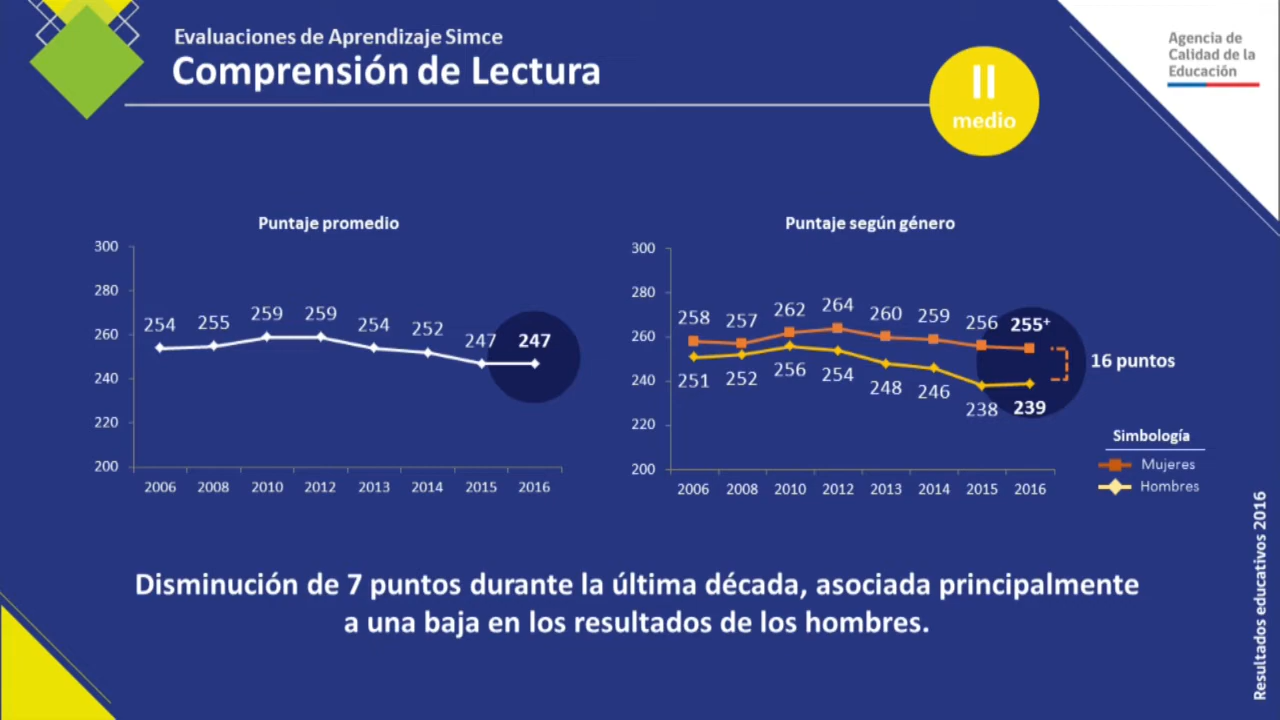 Evaluaciones de Aprendizaje Simce
Comprensión de Lectura
II
medio
Agencia de
Calidad de la
Educación
Puntaje promedio
300
280
260
240
220
200
254 255 259 259 254 252 247 247
2006 2008 2010 2012 2013 2014 2015 2016
Puntaje según género
300
280
260
240
220
200
258 257 262 264 260 259 256 255+
251 252 256 254 248 246 238 239
2006 2008 2010 2012 2013 2014 2015 2016
16 puntos
Simbología
Mujeres
Hombres
Disminución de 7 puntos durante la última década, asociada principalmente
a una baja en los resultados de los hombres.
Resultados educativos 2016